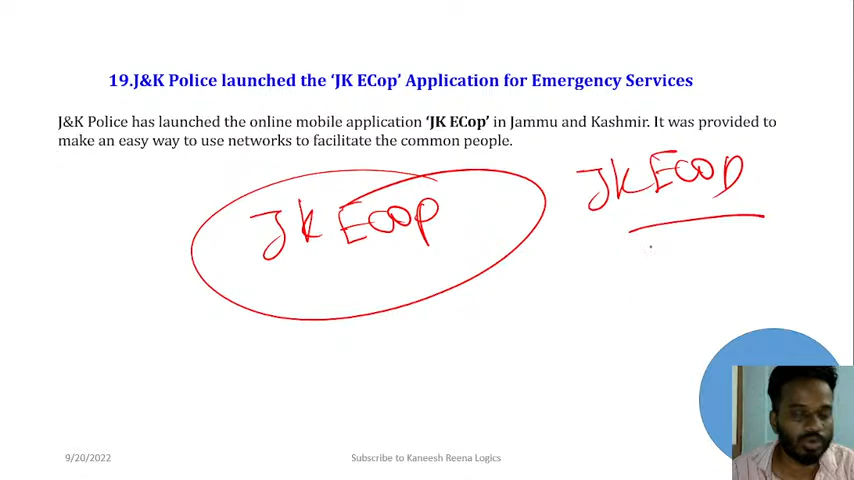 19.J&K Police launched the ‘JK ECop’ Application for Emergency Services
J&K Police has launched the online mobile application ‘JK ECop’ in Jammu and Kashmir. It was provided to
make an easy way to use networks to facilitate the common people.
JK ECOP
JK ECOP
9/20/2022
Subscribe to Kaneesh Reena Logics